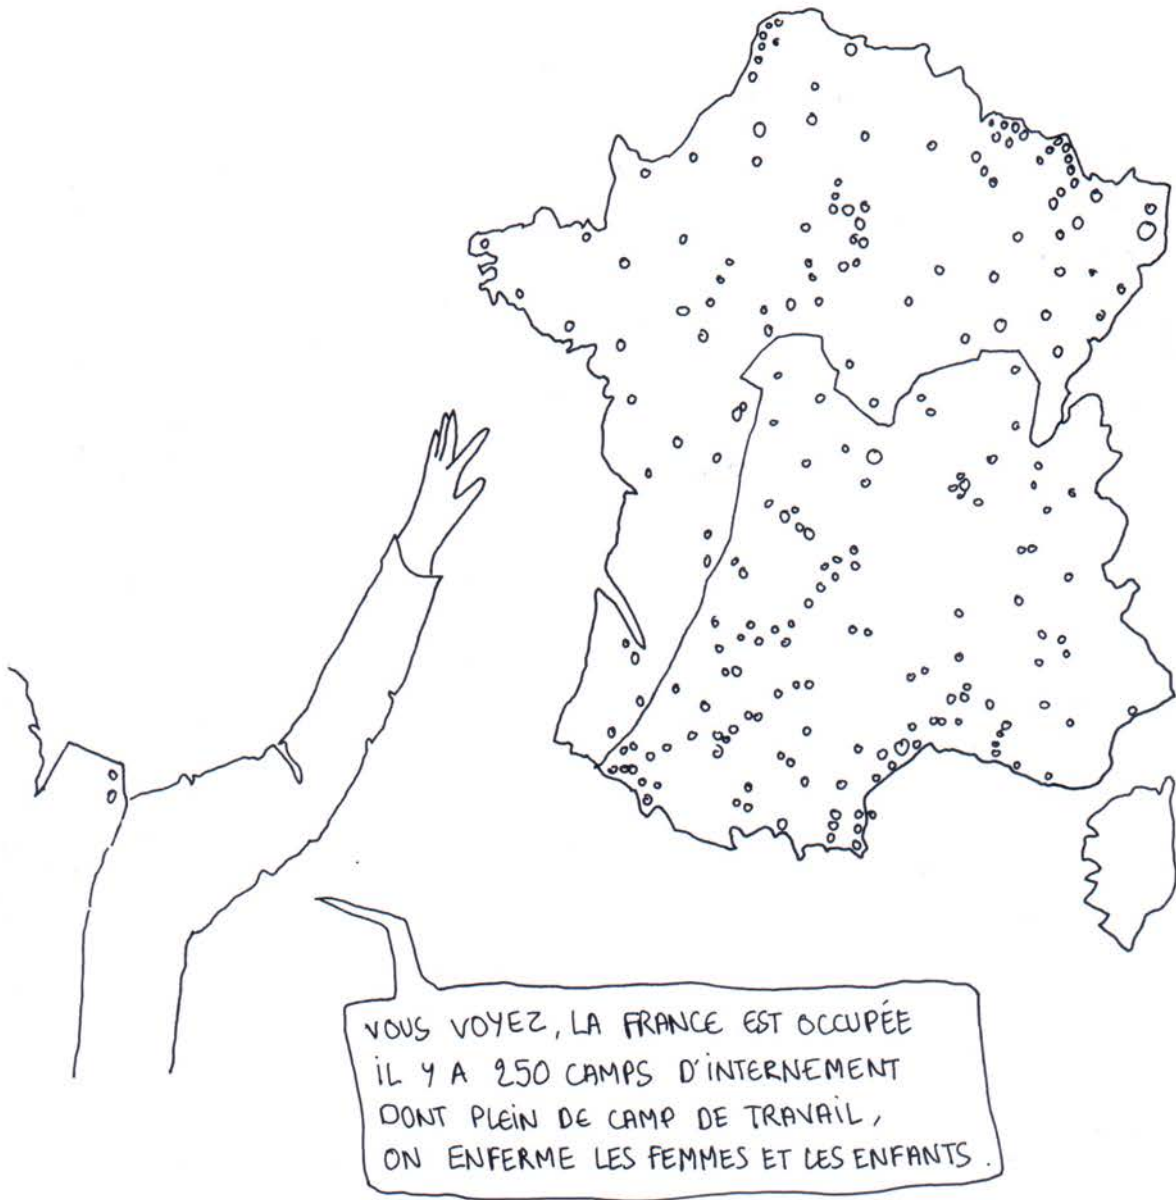 VOUS VOYEZ, LA FRANCE EST OCCUPÉE
IL Y A 250 CAMPS D'INTERNEMENT
DONT PLEIN DE CAMP DE TRAVAIL,
ON ENFERME LES FEMMES ET LES ENFANTS.